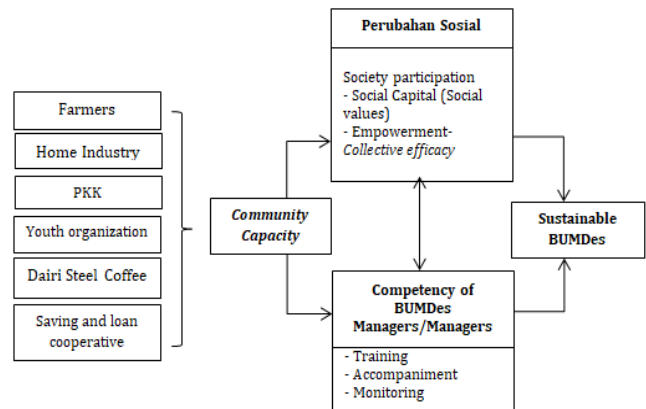 Farmers
Home Industry
PKK
Youth organization
Dairi Steel Coffee
Saving and loan
cooperative
Community
Capacity
Perubahan Sosial
Society participation
- Social Capital (Social
values)
- Empowerment-
Collective efficacy
Competency of
BUMDes
Managers/Managers
- Training
- Accompaniment
- Monitoring
Sustainable
BUMDes